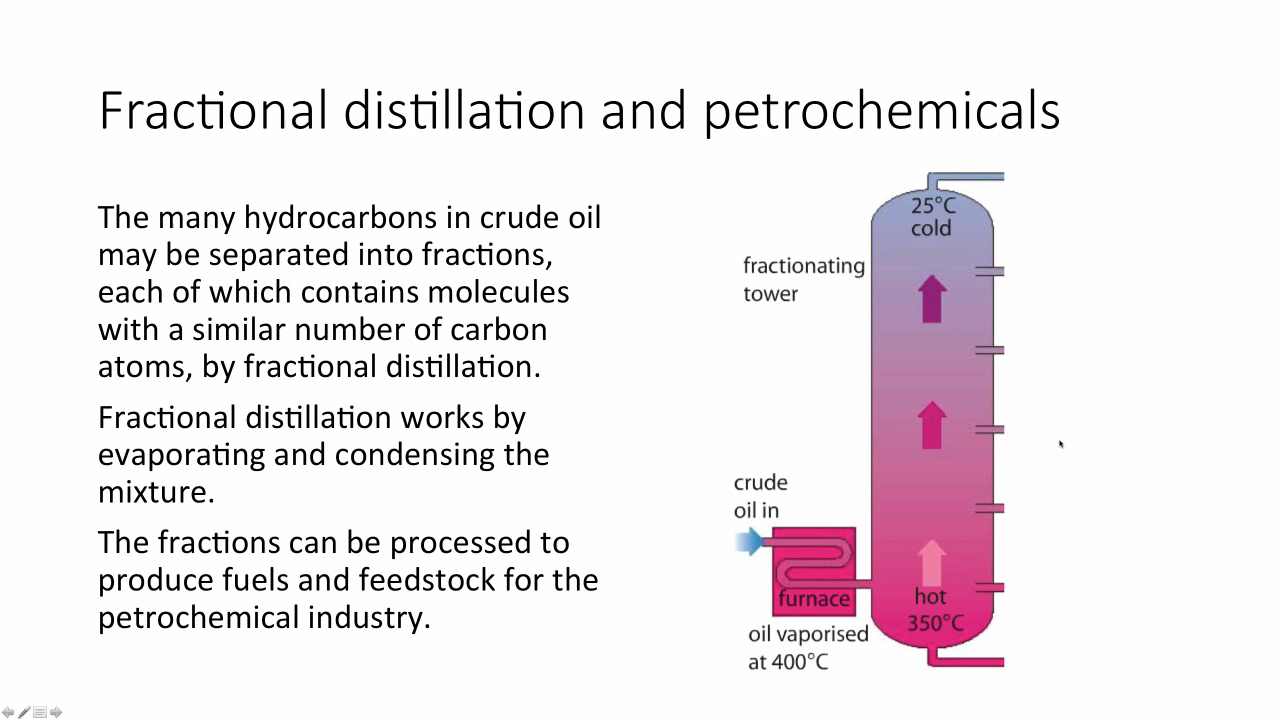 Fractional distillation and petrochemicals
The many hydrocarbons in crude oil
may be separated into fractions,
each of which contains molecules
with a similar number of carbon
atoms, by fractional distillation.
Fractional distillation works by
evaporating and condensing the
mixture.
The fractions can be processed to
produce fuels and feedstock for the
petrochemical industry.
25°C
cold
fractionating
tower
crude
oil in
furnace
hot
350°C
oil vaporised
at 400°C